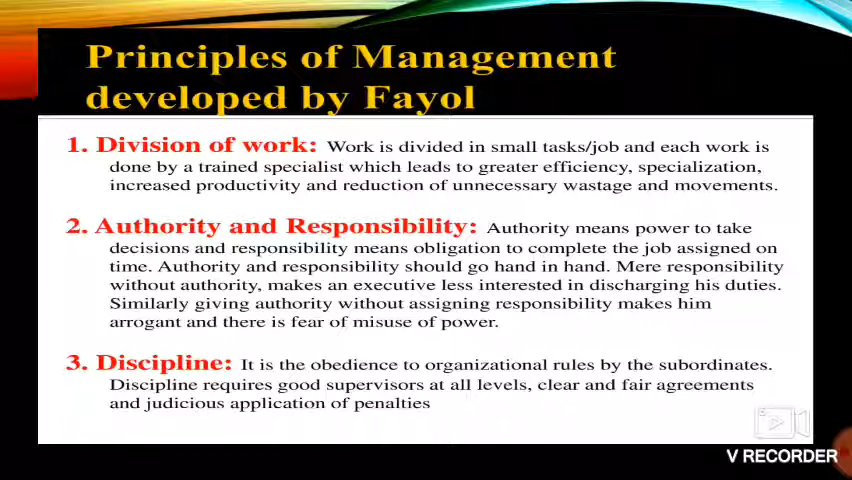 Principles of Management
developed by Fayol
1. Division of work: Work is divided in small tasks/job and each work is
done by a trained specialist which leads to greater efficiency, specialization,
increased productivity and reduction of unnecessary wastage and movements.
2. Authority and Responsibility: Authority means power to take
decisions and responsibility means obligation to complete the job assigned on
time. Authority and responsibility should go hand in hand. Mere responsibility
without authority, makes an executive less interested in discharging his duties.
Similarly giving authority without assigning responsibility makes him
arrogant and there is fear of misuse of power.
3. Discipline: It is the obedience to organizational rules by the subordinates.
Discipline requires good supervisors at all levels, clear and fair agreements
and judicious application of penalties
V RECORDER